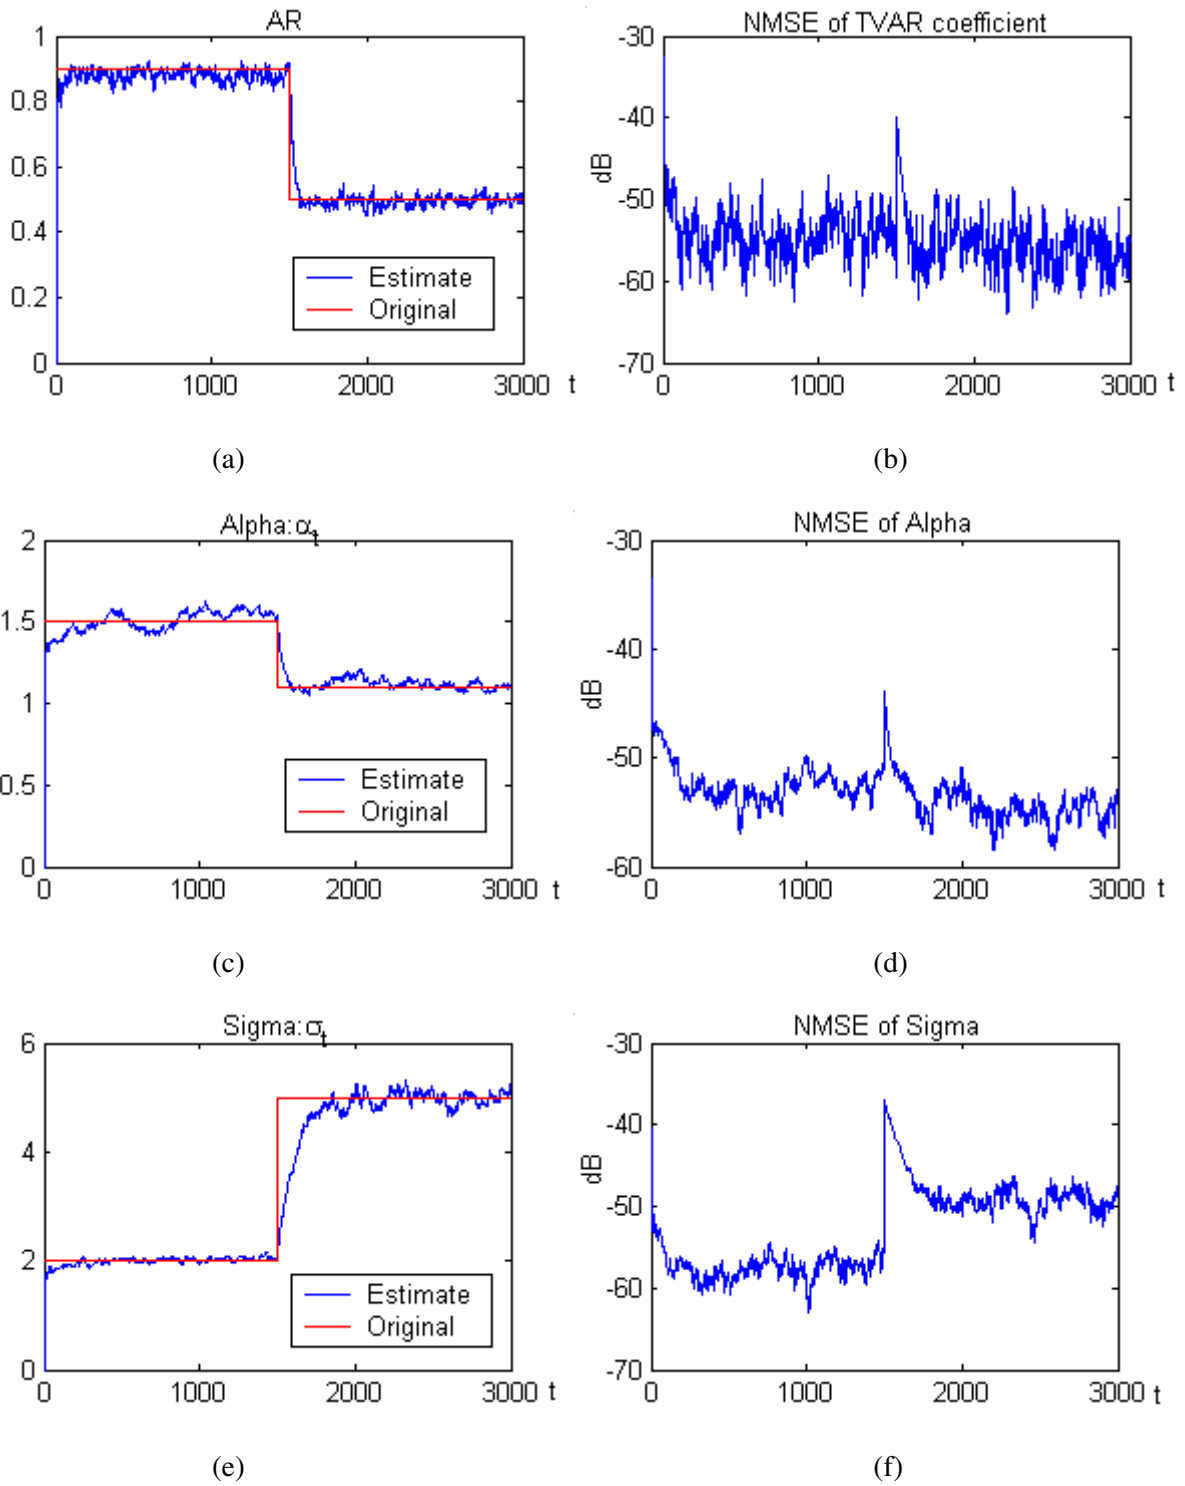 AR
NMSE of TVAR coefficient
1
0.8
0.6
0.4
0.2
0
0
1000
2000
3000
t
Estimate
Original
dB
-30
-40
-50
-60
-70
0
1000
2000
3000
t
(a)
(b)
Alpha: αt
NMSE of Alpha
2
1.5
1
0.5
0
0
1000
2000
3000
t
Estimate
Original
dB
-30
-40
-50
-60
0
1000
2000
3000
t
(c)
(d)
Sigma: σt
NMSE of Sigma
6
4
2
0
0
1000
2000
3000
t
Estimate
Original
dB
-30
-40
-50
-60
-70
0
1000
2000
3000
t
(e)
(f)